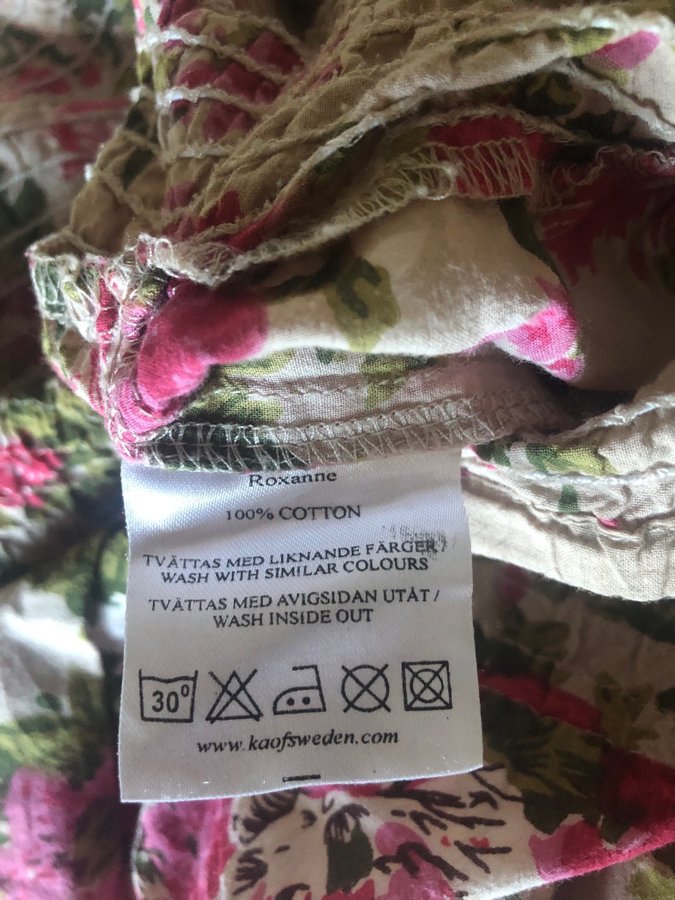 Roxanne
100% COTTON
TVÄTTAS MED LIKNANDE FÄRGER/
WASH WITH SIMILAR COLOURS
TVÄTTAS MED AVIGSIDAN UTÅT /
WASH INSIDE OUT
30°
www.kaofsweden.com